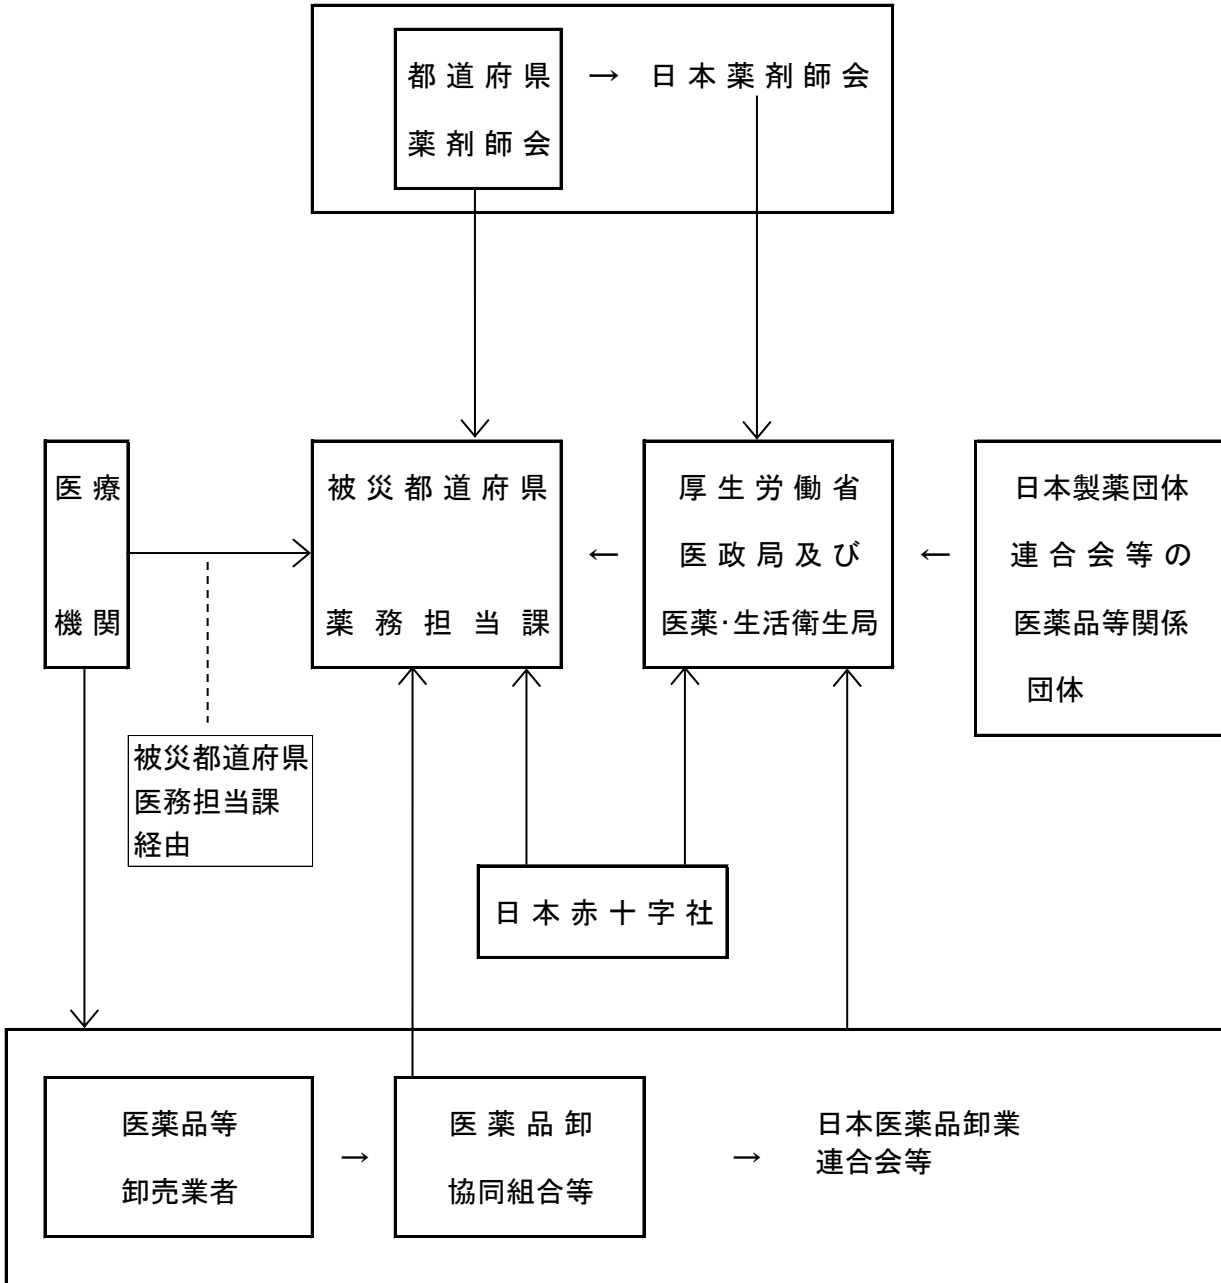 都道府県 → 日本薬剤師会
薬剤師会
医療
機関
被災都道府県
薬務担当課
←
厚生労働省
医政局及び
医薬・生活衛生局
←
日本製薬団体
連合会等の
医薬品等関係
団体
被災都道府県
医務担当課
経由
日本赤十字社
医薬品等
卸売業者
→
医薬品卸
協同組合等
→
日本医薬品卸業
連合会等